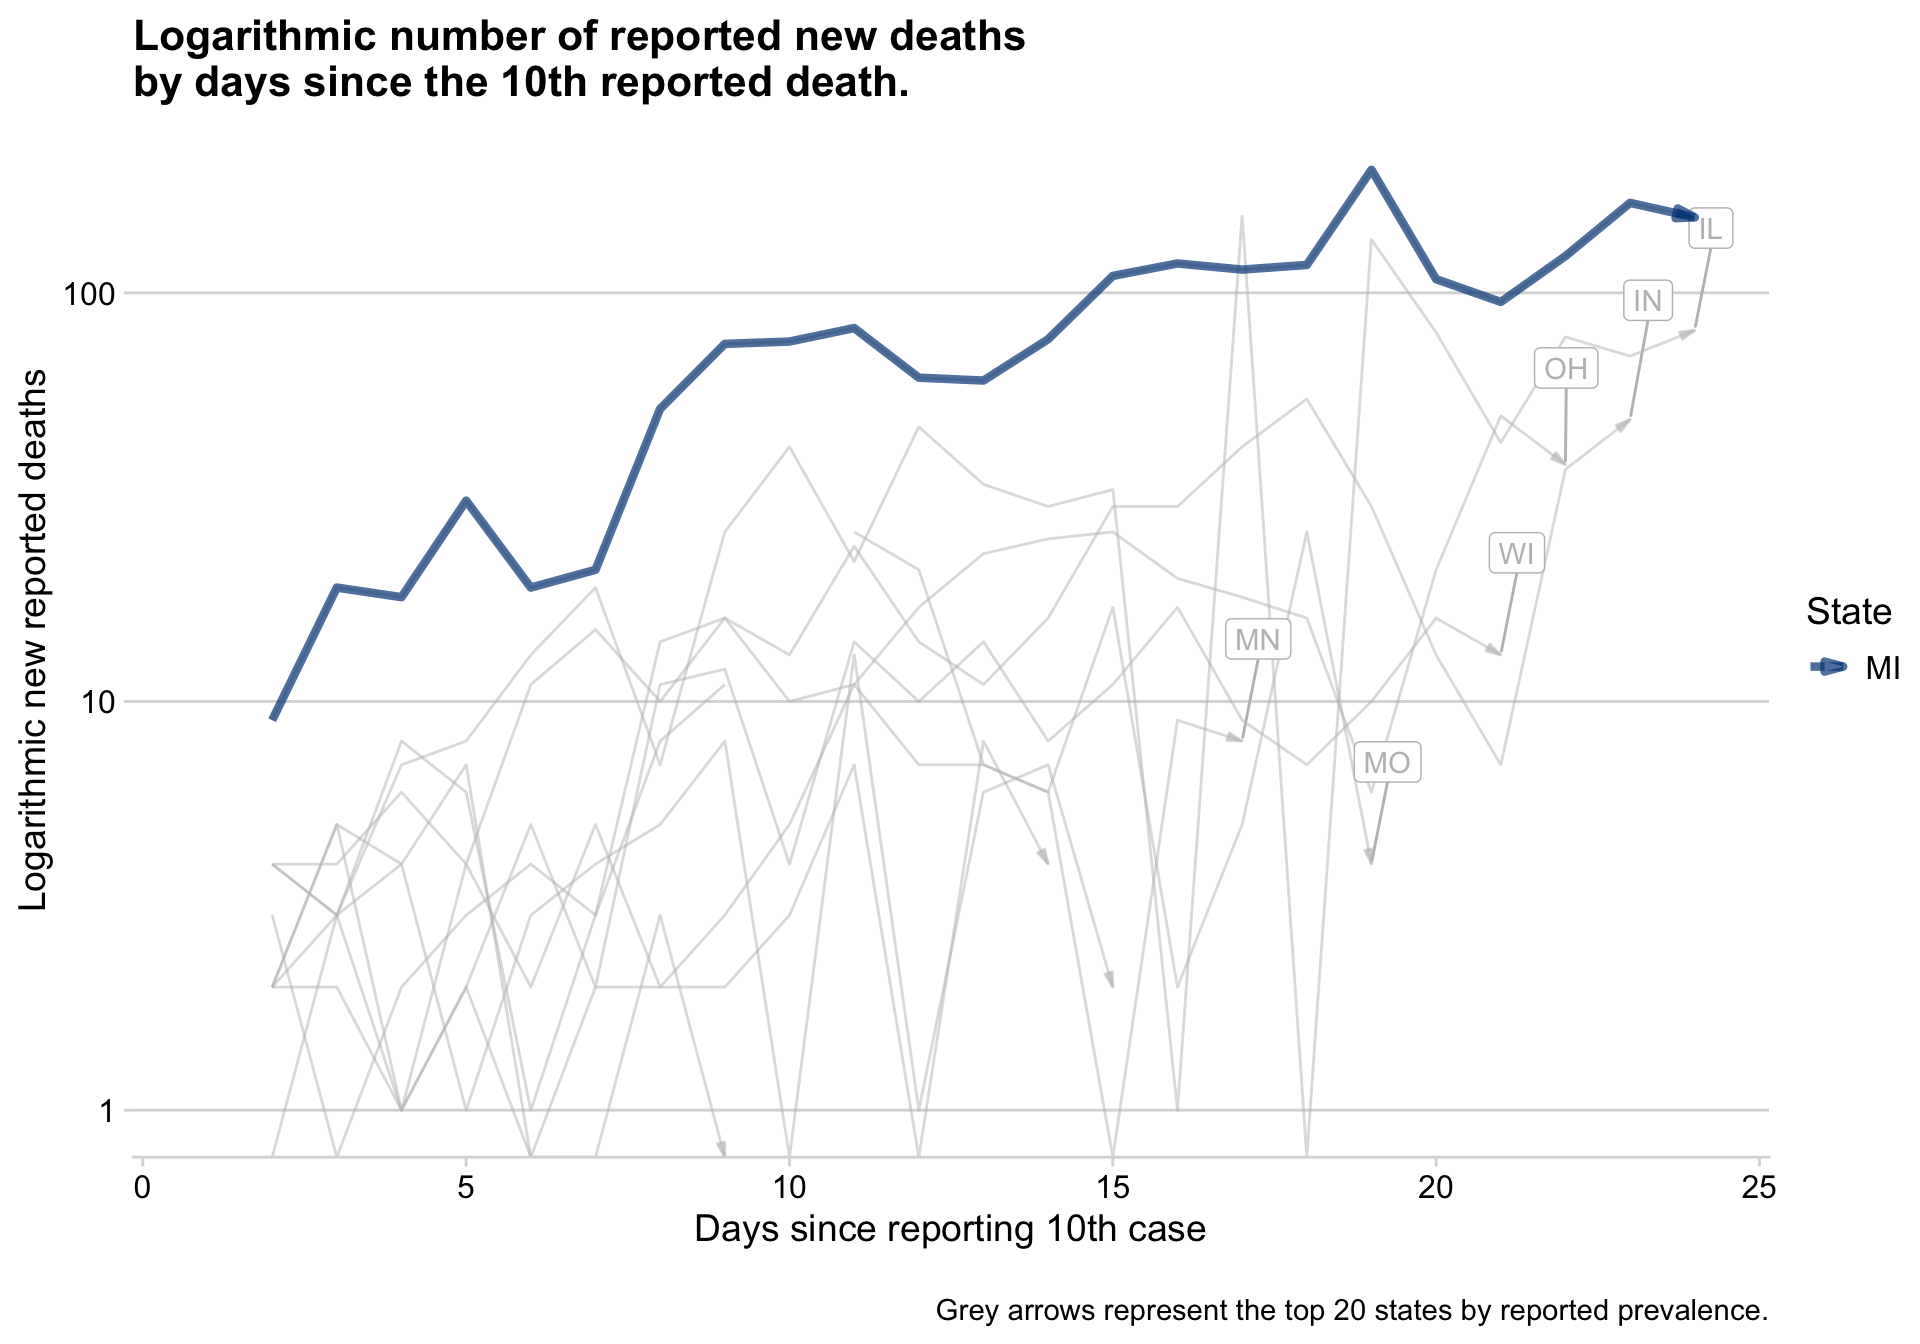 Logarithmic number of reported new deaths
by days since the 10th reported death.
Logarithmic new reported deaths
100
10
1
IL
IN
OH
WI
MN
MO
State
MI
0 5 10 15 20 25
Days since reporting 10th case
Grey arrows represent the top 20 states by reported prevalence.